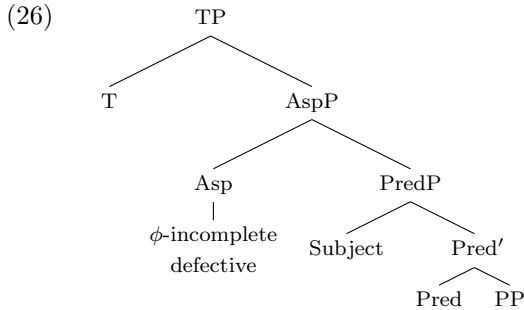 (26)
TP
T AspP
Asp PredP
ϕ-incomplete
defective
Subject Pred′
Pred PP